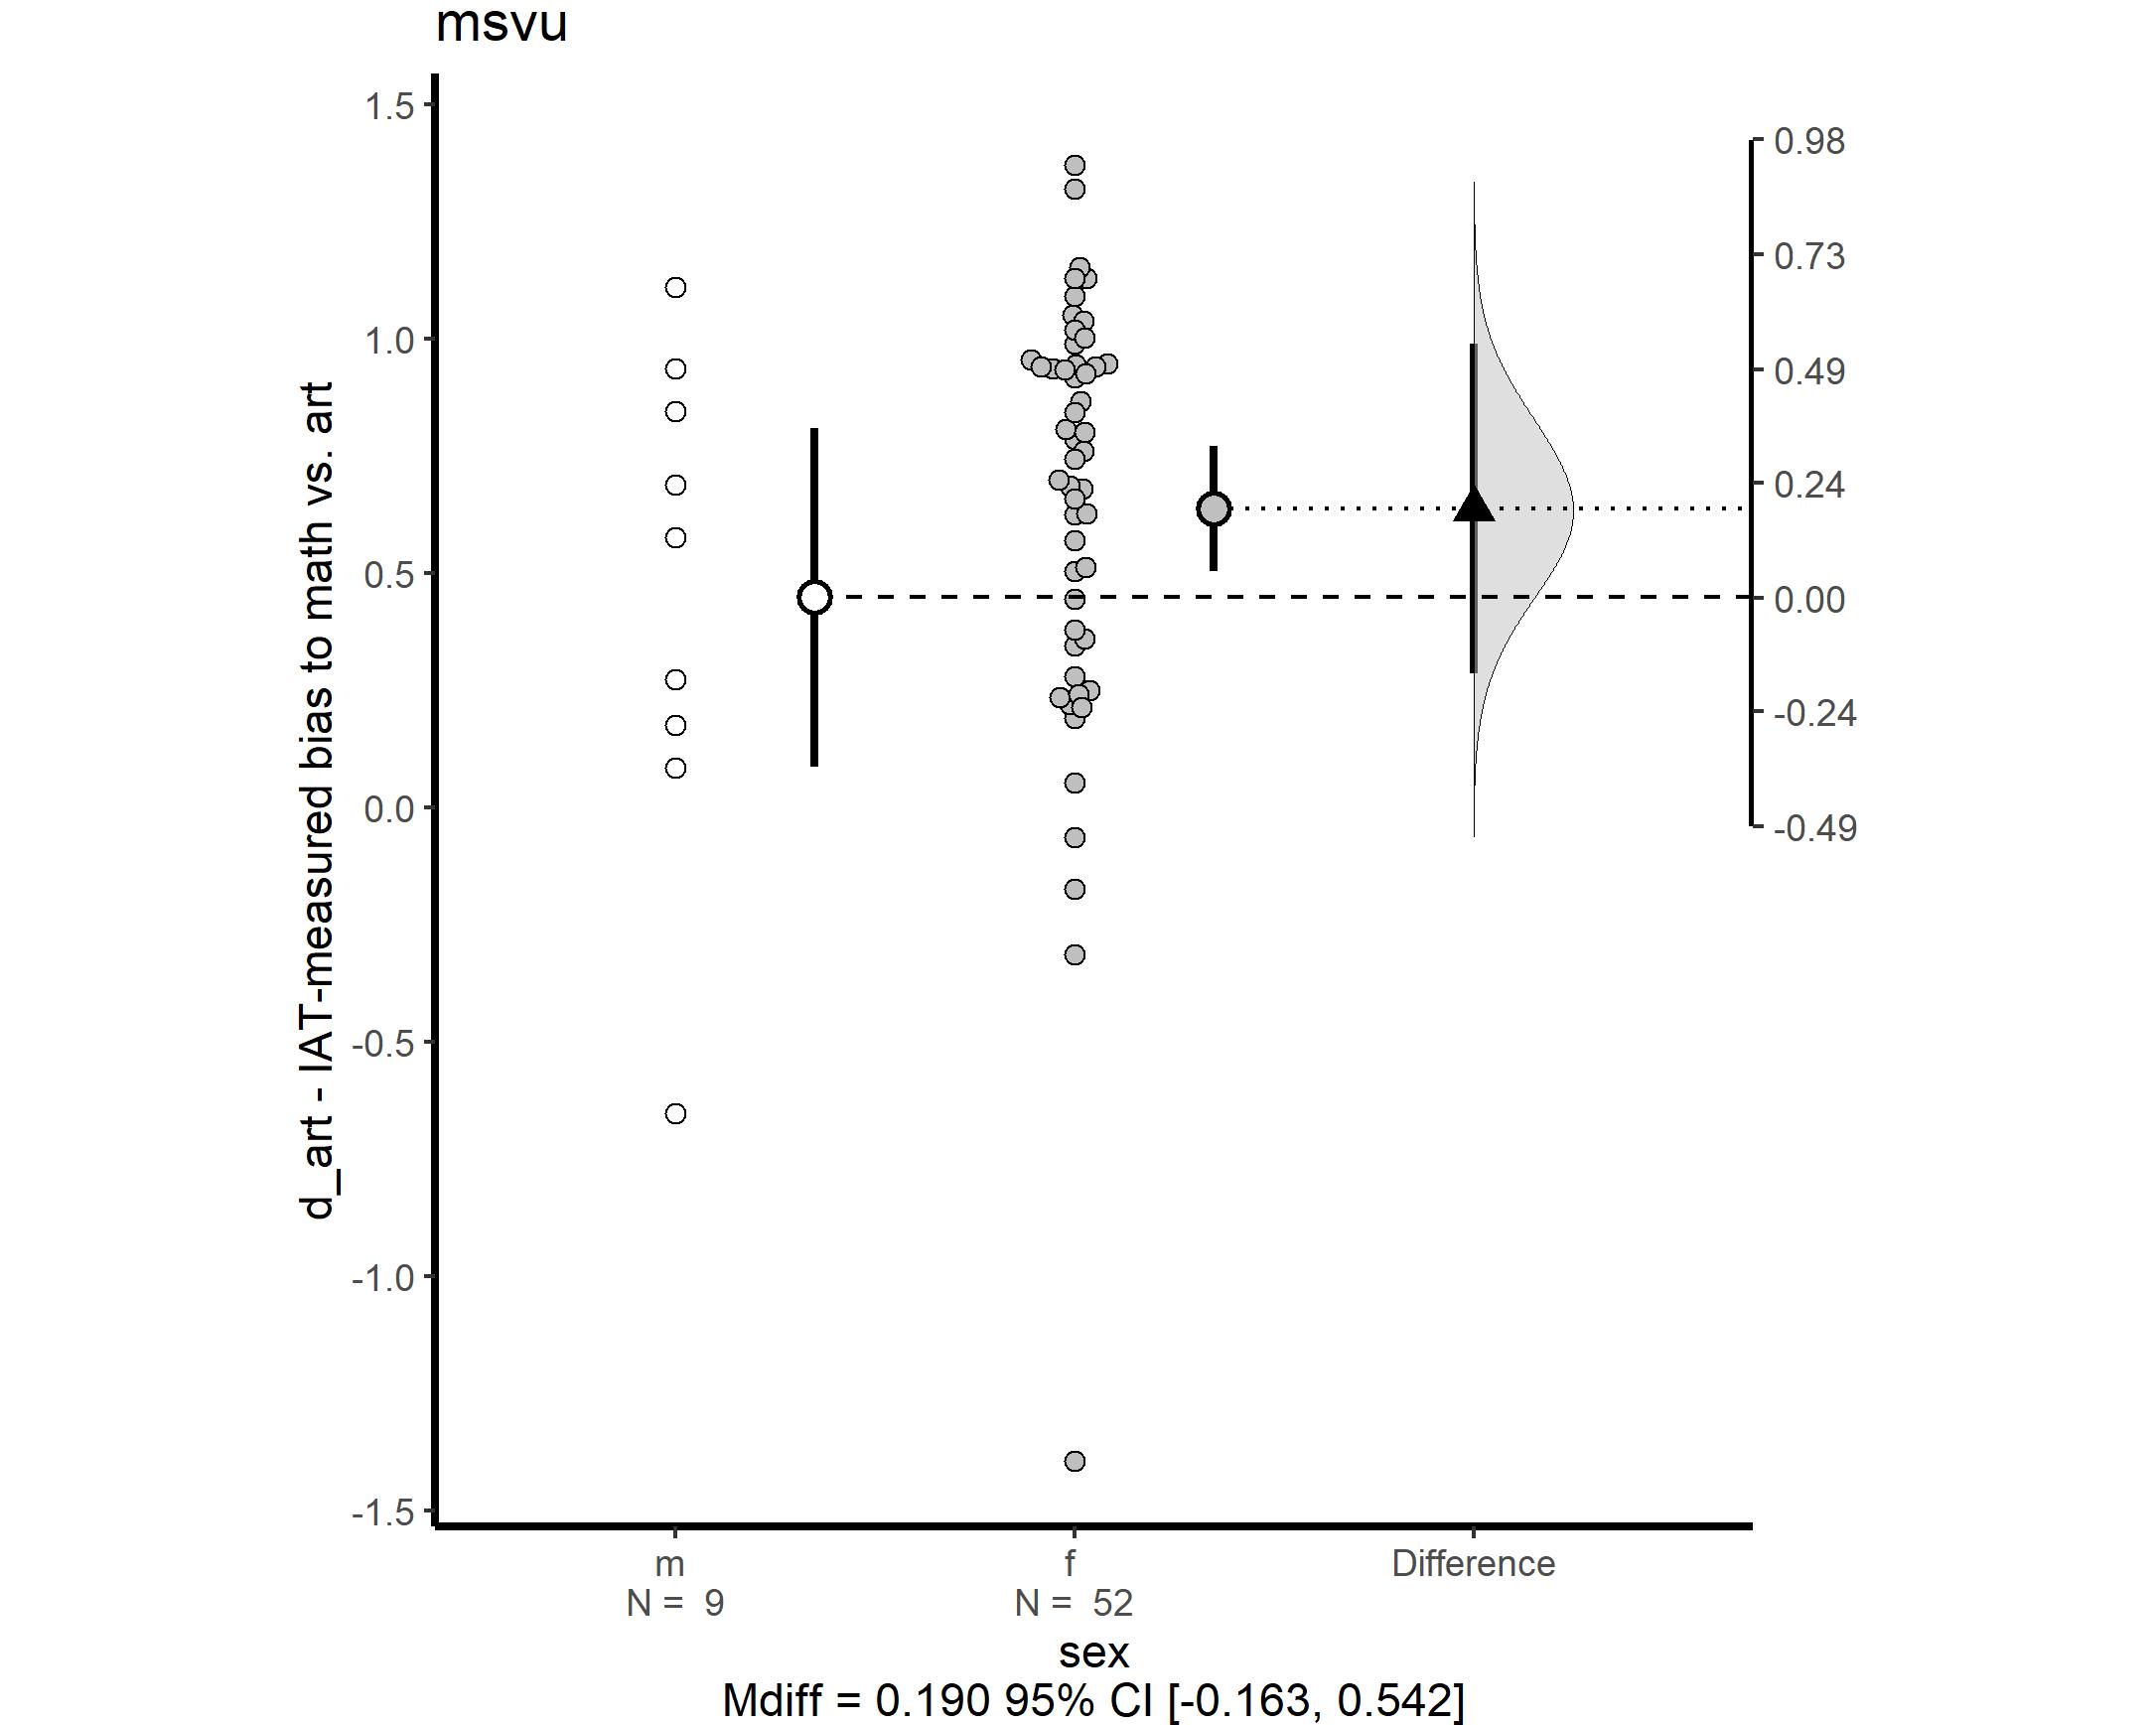 msvu
d_art - IAT-measured bias to math vs. art
1.5
1.0
0.5
0.0
-0.5
-1.0
-1.5
0.98
0.73
0.49
0.24
0.00
-0.24
-0.49
m
N =  9
f
N =  52
Difference
sex
Mdiff = 0.190 95% CI [-0.163, 0.542]